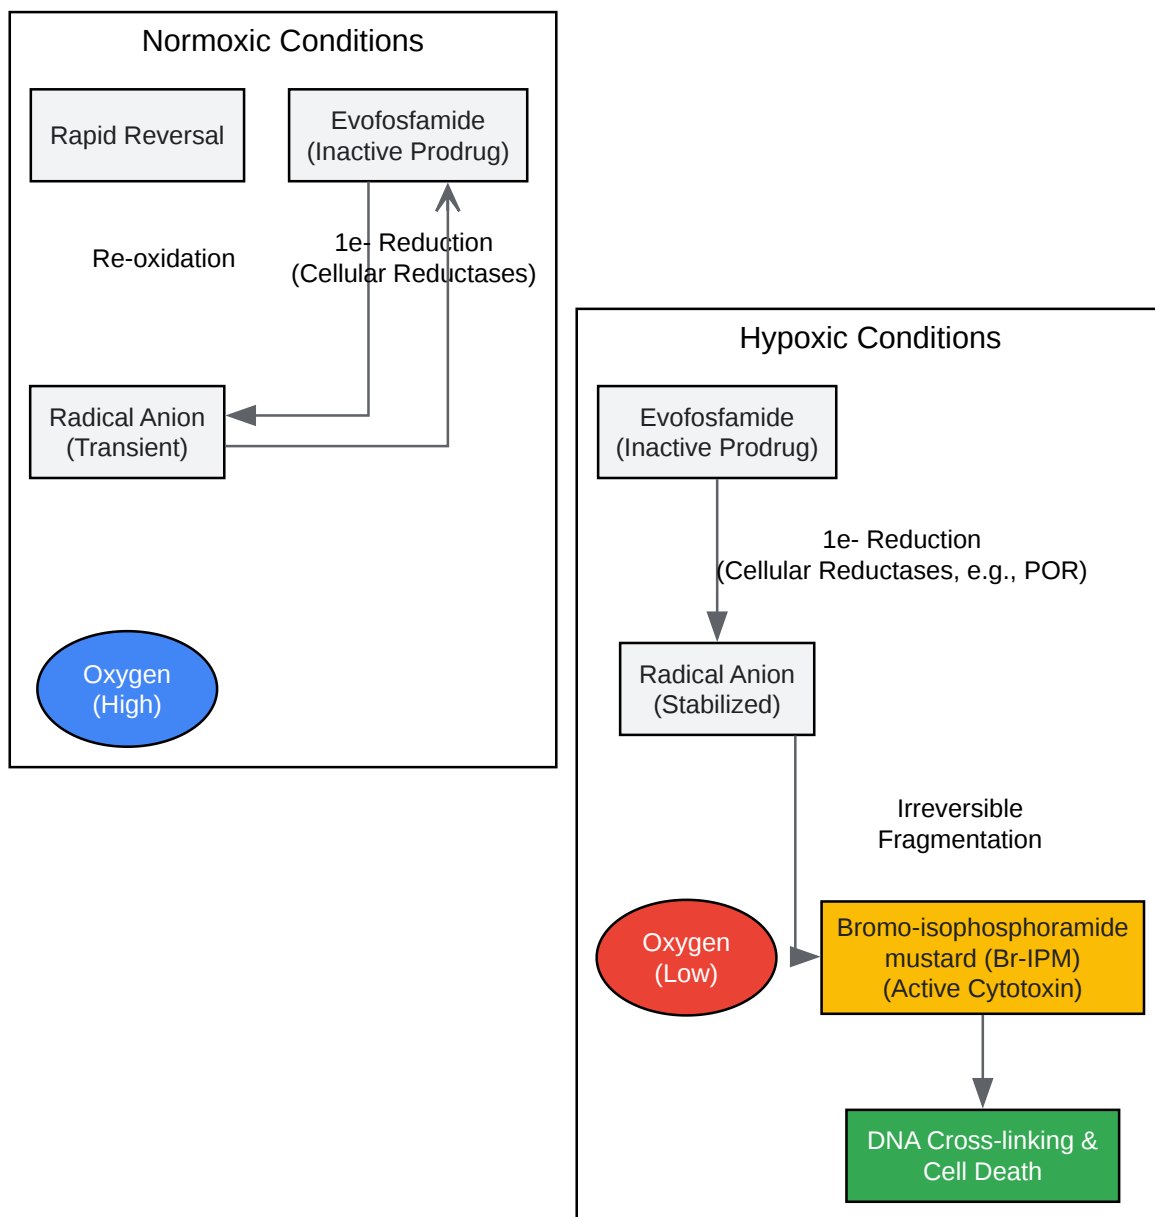 Normoxic Conditions
Rapid Reversal
Evofosfamide
(Inactive Prodrug)
Re-oxidation
1e- Reduction
(Cellular Reductases)
Radical Anion
(Transient)
Oxygen
(High)
Hypoxic Conditions
Evofosfamide
(Inactive Prodrug)
1e- Reduction
(Cellular Reductases, e.g., POR)
Radical Anion
(Stabilized)
Irreversible
Fragmentation
Oxygen
(Low)
Bromo-isophosphoramide
mustard (Br-IPM)
(Active Cytotoxin)
DNA Cross-linking &
Cell Death